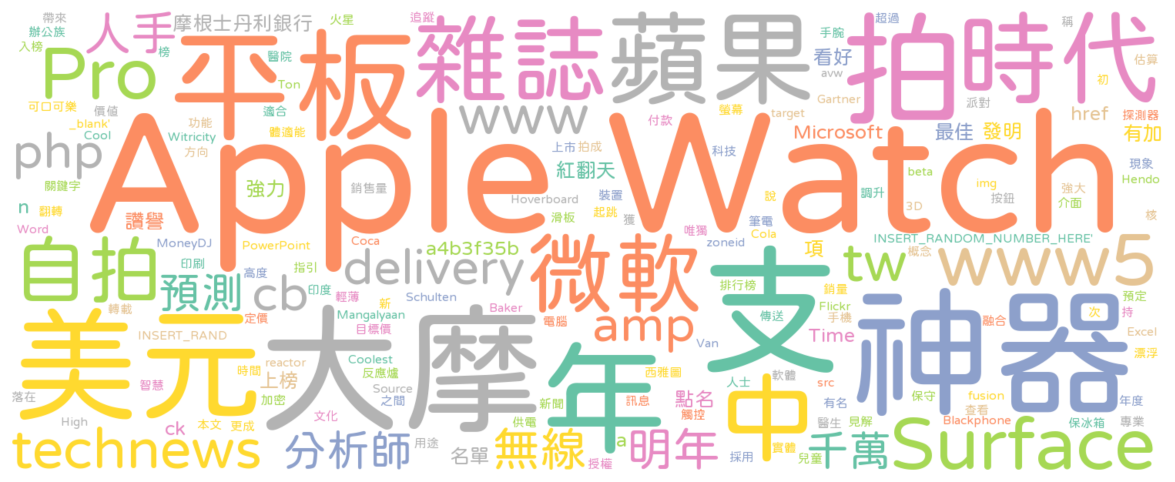 帶來 摩根士丹利銀行 火星 追蹤 超過 稱
辦公族 人手 榜 醫院 雜誌 蘋果 手腕 拍 時代 估算
入榜 Pro 平板 Ton 看好 avw 初
可口可樂 價值 適合 www 螢幕 target Gartner 派對 href 探測器
_blank' Cool 功能 體適能 付款 Microsoft 最佳 發明 有加
php Witricity 方向 上市 拍成 科技 現象
Apple Watch
關鍵字 強力 銷售量 紅翻天 裝置 說 調升 beta img 按鈕 強大 Hendo
n 翻轉 讚譽 Hoverboard 滑板 起跳 獲 筆電 3D 介面 核
Word MoneyDJ PowerPoint Coca a4b3f35b 唯獨 zoneid Cola 項 INSERT_RANDOM_NUMBER_HERE'
自拍 印刷 高度 指引 delivery 微軟 支 tw 概念 www5
預測 cb 印度 輕薄 新 Schulten 排行榜 銷量 預定
轉載 定價 Mangalyaan Baker 電腦 amp 傳送 Flickr 手機 神器 次 持
INSERT_RAND 目標價 Van Time 融合 Excel
美元 大摩 年 漂浮
時間 reactor Coolest 西雅圖 軟體 保守
落在 智慧 上榜 反應爐 人士 src 有名 fusion 年度
加密 Source 之間 點名 中 查看
High ck 本文 更成 文化 供電 新聞 訊息 觸控 醫生 見解 Blackphone 保冰箱 專業
technews 分析師 用途 名單 無線 授權 a 明年 採用 實體 兒童 千萬 Surface